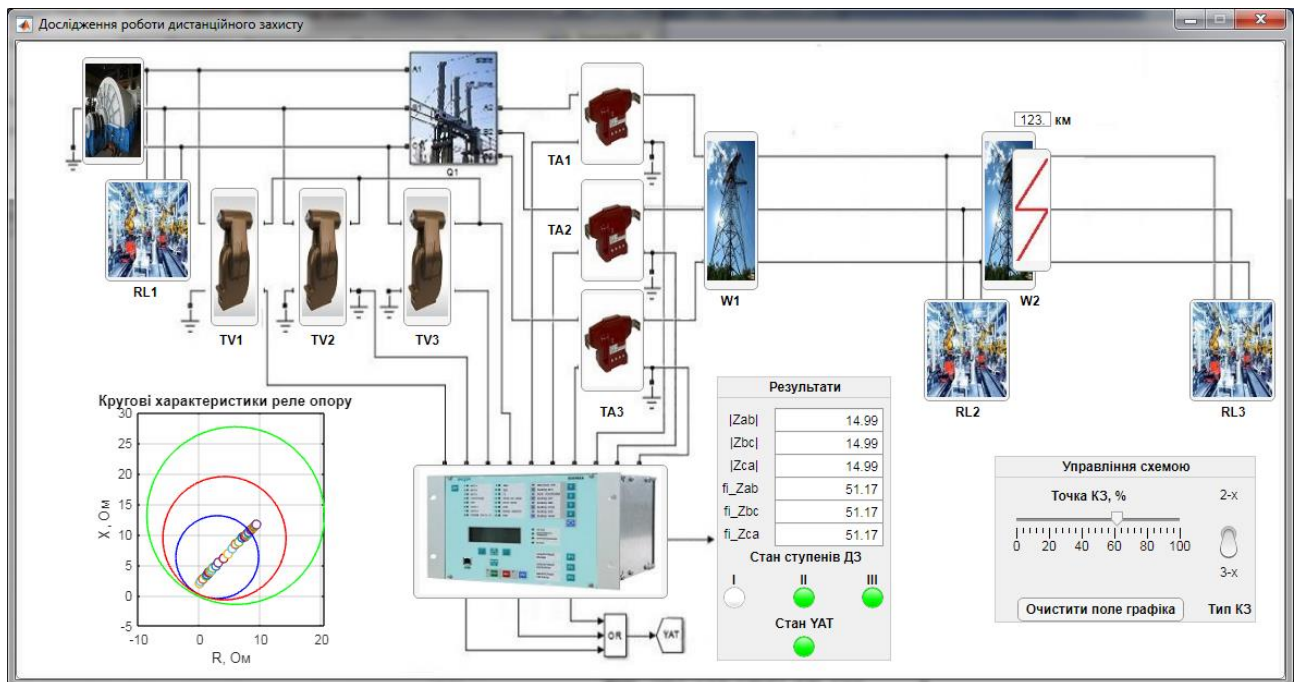 Дослідження роботи дистанційного захисту
A1
A2
B2
Q1
123. км
TA1
TA2
TA3
W1
W2
RL1
TV1
TV2
TV3
RL2
RL3
Кругові характеристики реле опору
30
25
20
15
10
5
0
-5
-10
0
10
20
X, Ом
R, Ом
OR
YAT
Результати
|Zab| 14.99
|Zbc| 14.99
|Zca| 14.99
fi_Zab 51.17
fi_Zbc 51.17
fi_Zca 51.17
Стан ступенів ДЗ
I II III
Стан YAT
Управління схемою
Точка КЗ, %
0 20 40 60 80 100
2-х
3-х
Очистити поле графіка
Тип КЗ